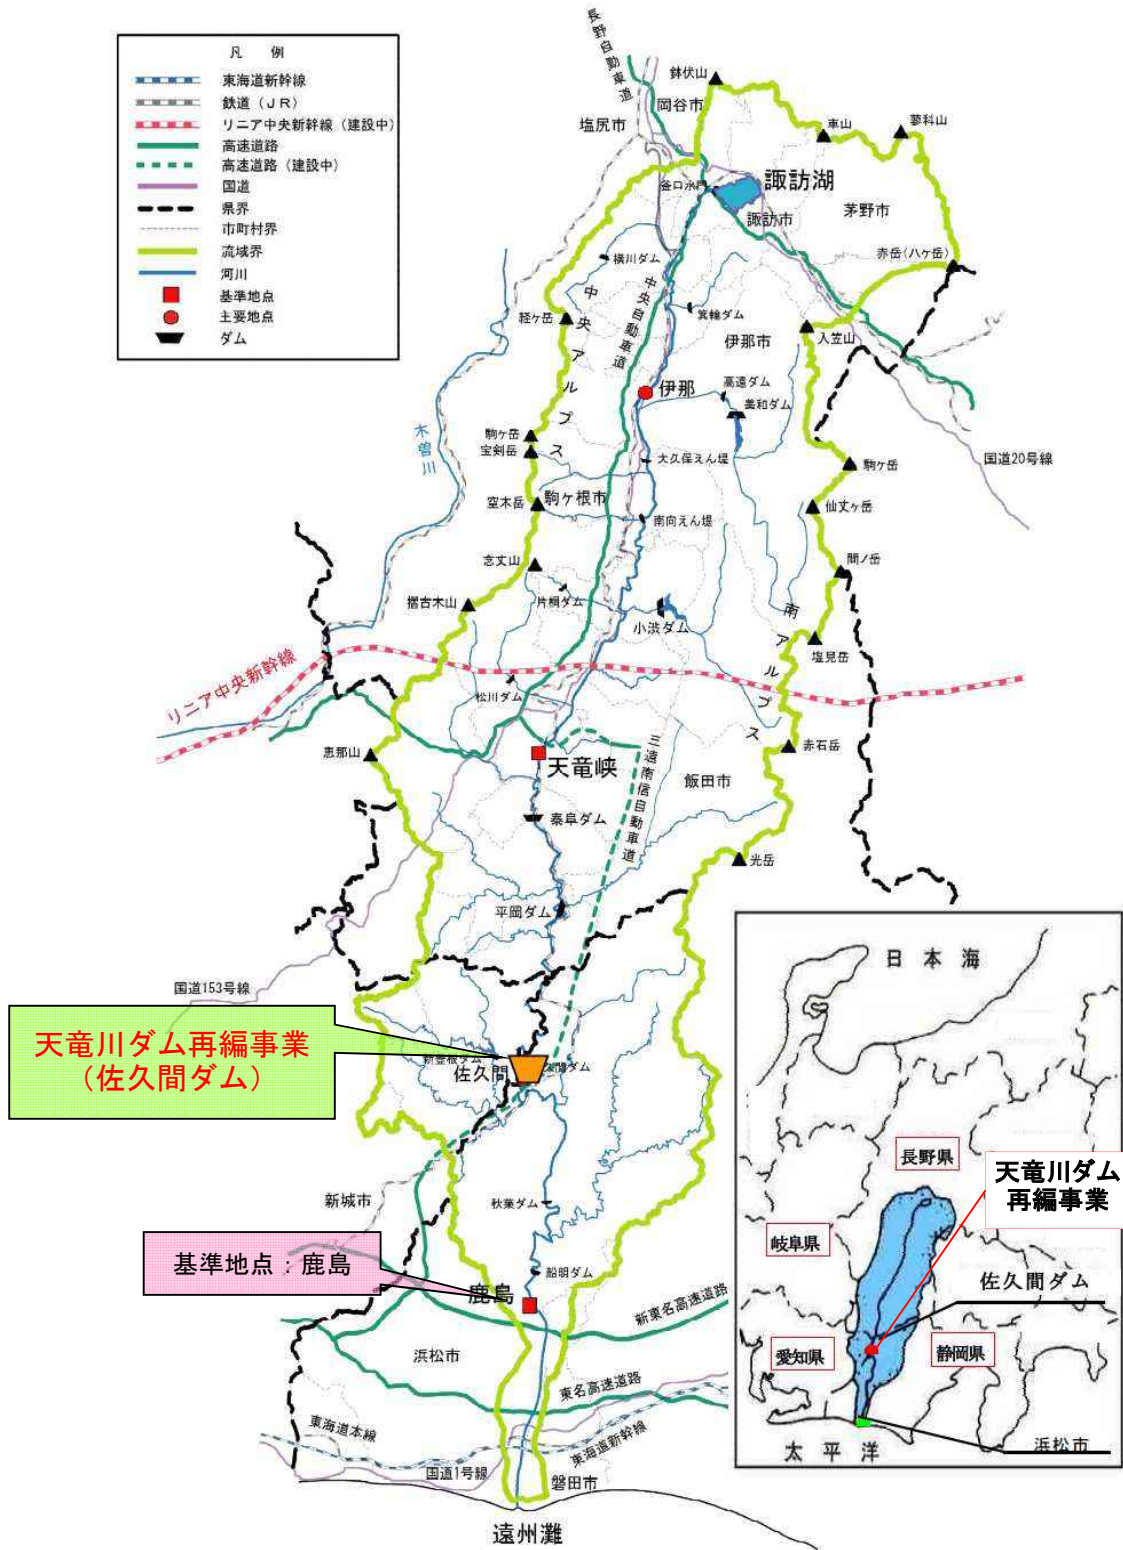 凡 例
東海道新幹線
鉄道（ＪＲ）
リニア中央新幹線（建設中）
高速道路
高速道路（建設中）
国道
県界
市町村界
流域界
河川
基準地点
主要地点
ダム
長野自動車道
鉢伏山
岡谷市
塩尻市
車山
蓼科山
釜口水門
諏訪湖
諏訪市
茅野市
赤岳（八ヶ岳）
横川ダム
中央アルプス
中央自動車道
箕輪ダム
経ヶ岳
伊那市
入笠山
伊那
高遠ダム
美和ダム
木曽川
駒ヶ岳
宝剣岳
大久保えん堤
駒ヶ岳
国道20号線
空木岳
駒ヶ根市
仙丈ヶ岳
南向えん堤
念丈山
間ノ岳
片桐ダム
摺古木山
小渋ダム
南アルプス
塩見岳
リニア中央新幹線
松川ダム
恵那山
天竜峡
三遠南信自動車道
赤石岳
飯田市
泰阜ダム
光岳
平岡ダム
国道153号線
天竜川ダム再編事業
（佐久間ダム）
新豊根ダム
佐久間
新城市
秋葉ダム
基準地点：鹿島
船明ダム
鹿島
新東名高速道路
浜松市
東名高速道路
東海道本線
東海道新幹線
国道1号線
磐田市
遠州灘
日本海
長野県
天竜川ダム
再編事業
岐阜県
佐久間ダム
愛知県
静岡県
太平洋
浜松市